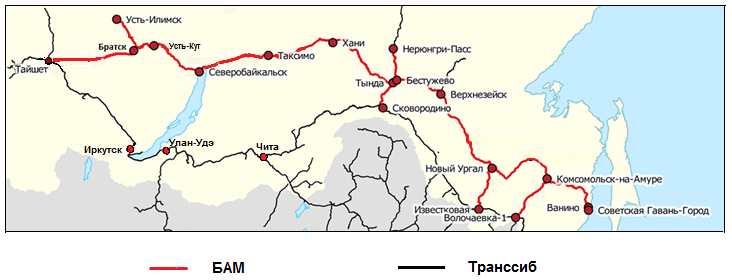 Усть-Илимск
Братск
Усть-Кут
Тайшет
Северобайкальск
Таксимо
Хани
Нерюнгри-Пасс
Тында
Бестужево
Верхнезейск
Сковородино
Иркутск
Улан-Удэ
Чита
Новый Ургал
Комсомольск-на-Амуре
Известковая
Волочаевка-1
Ванино
Советская Гавань-Город
БАМ
Транссиб